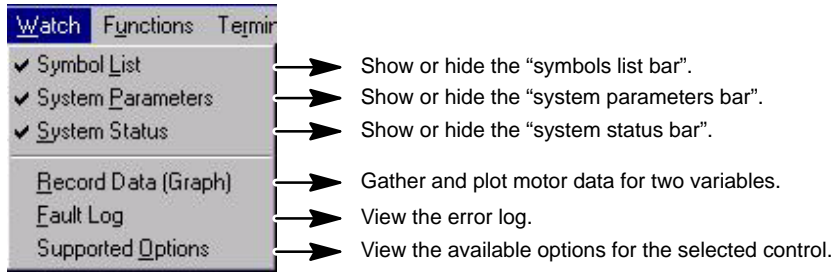 Watch Functions Termin
Symbol List Show or hide the “symbols list bar”.
System Parameters Show or hide the “system parameters bar”.
System Status Show or hide the “system status bar”.
Record Data (Graph) Gather and plot motor data for two variables.
Fault Log View the error log.
Supported Options View the available options for the selected control.